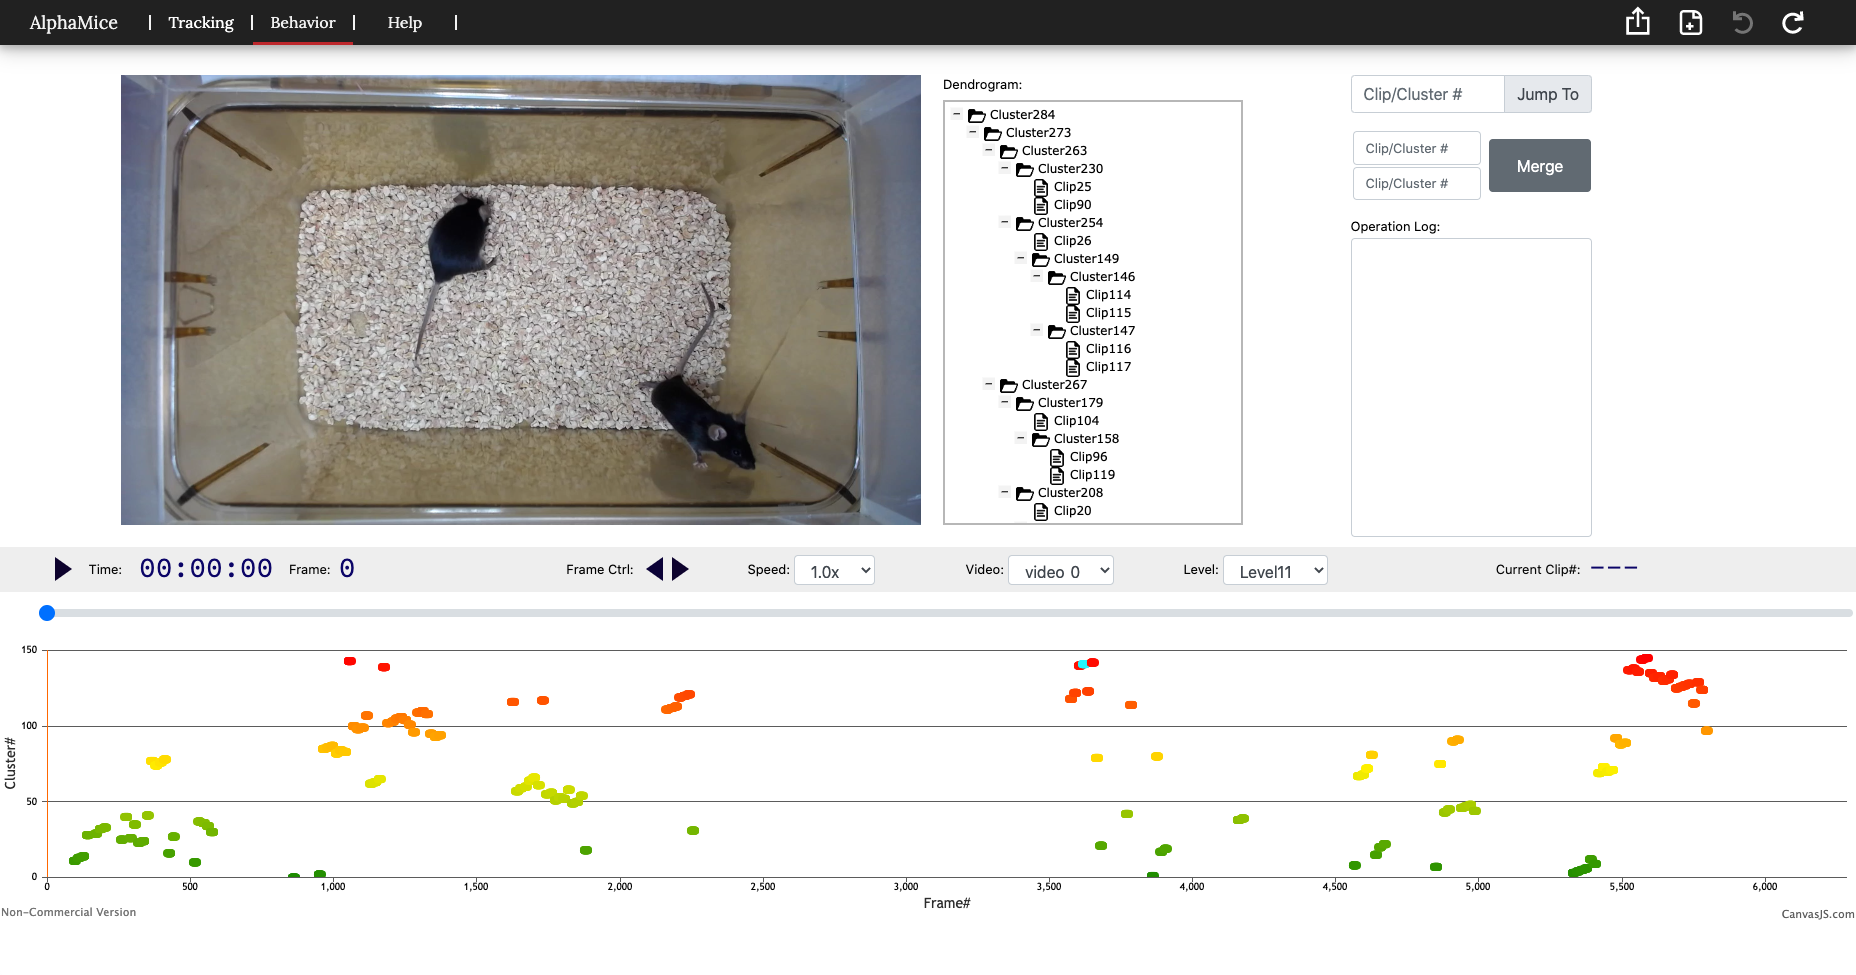 AlphaMice | Tracking | Behavior | Help |
Dendrogram:
Cluster284
Cluster273
Cluster263
Cluster230
Clip25
Clip90
Cluster254
Clip26
Cluster149
Cluster146
Clip114
Clip115
Cluster147
Clip116
Clip117
Cluster267
Cluster179
Clip104
Cluster158
Clip96
Clip119
Cluster208
Clip20
Clip/Cluster # Jump To
Clip/Cluster #
Clip/Cluster #
Merge
Operation Log:
Time: 00:00:00 Frame: 0 Frame Ctrl: Speed: 1.0x Video: video 0 Level: Level11 Current Clip#: ---
150
100
50
0
Cluster#
0 500 1,000 1,500 2,000 2,500 3,000 3,500 4,000 4,500 5,000 5,500 6,000
Frame#
Non-Commercial Version
CanvasJS.com